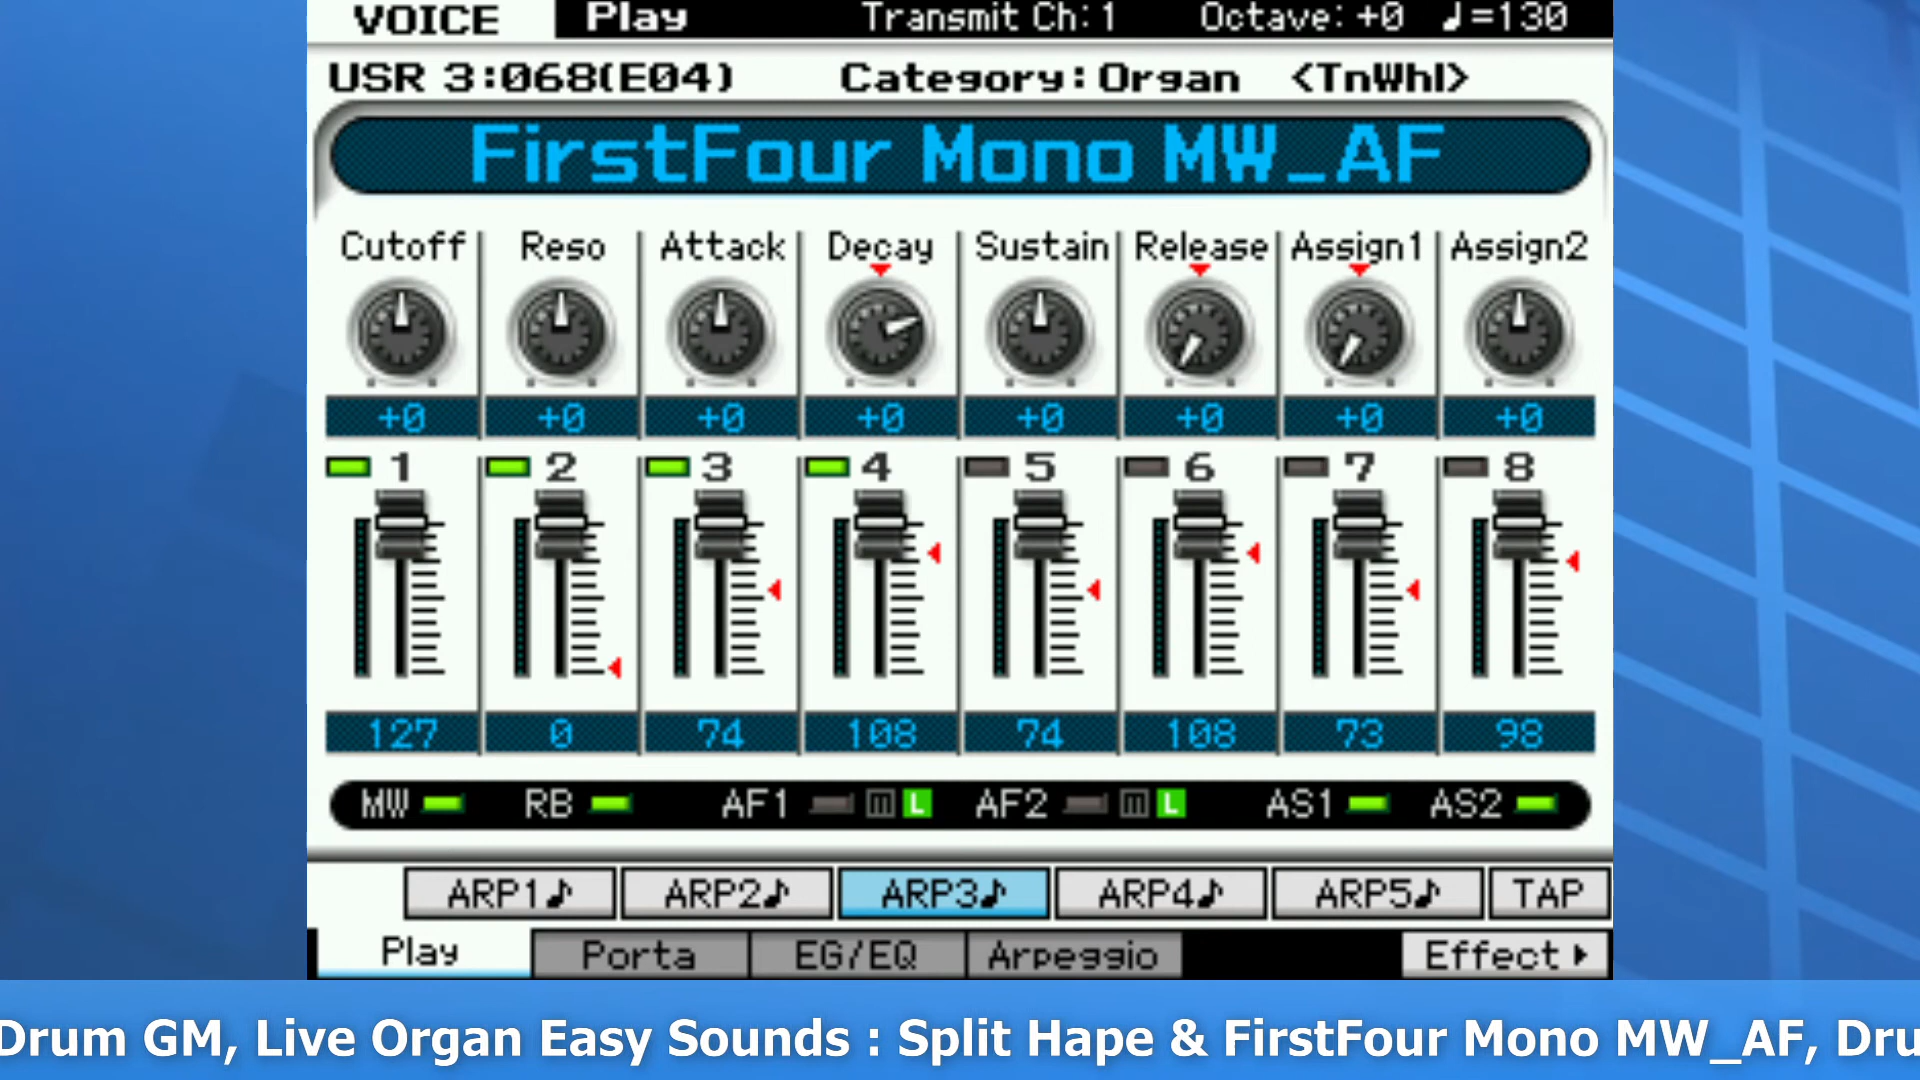 VOICE Play Transmit Ch: 1 Octave: +0 ♩=130
USR 3:068(E04) Category:Organ <TnWhl>
FirstFour Mono MW_AF
Cutoff Reso Attack Decay Sustain Release Assign1 Assign2
+0 +0 +0 +0 +0 +0 +0 +0
1 2 3 4 5 6 7 8
127 0 74 108 74 108 73 98
MW RB AF1 m L AF2 m L AS1 AS2
ARP1♪ ARP2♪ ARP3♪ ARP4♪ ARP5♪ TAP
Play Porta EG/EQ Arpeggio Effect
Drum GM, Live Organ Easy Sounds : Split Hape & FirstFour Mono MW_AF, Dru